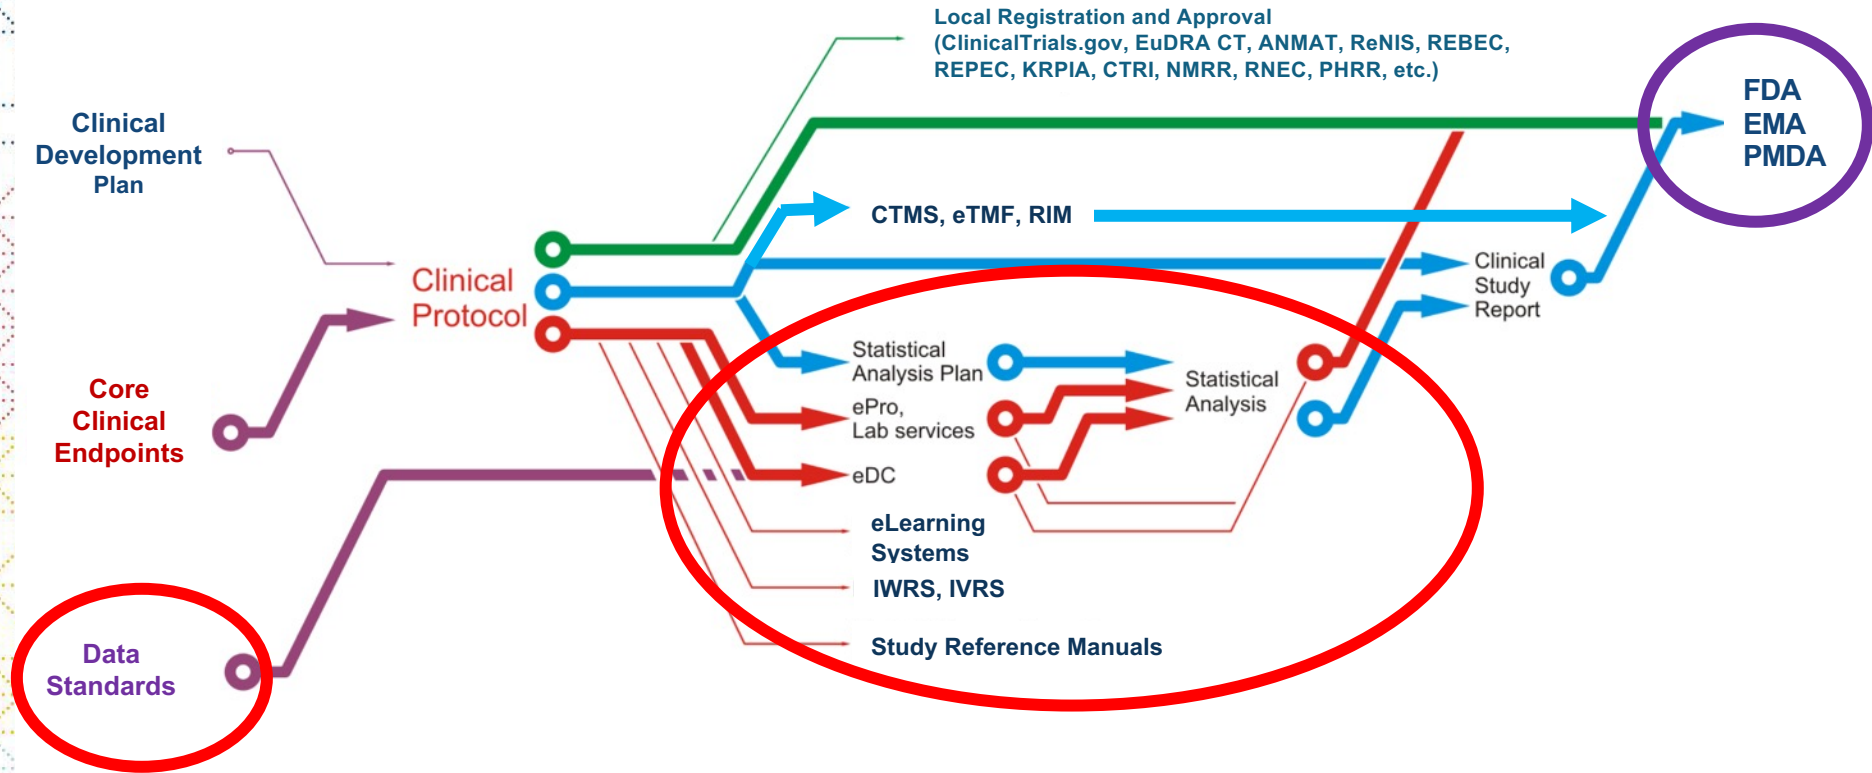 Local Registration and Approval
(ClinicalTrials.gov, EuDRA CT, ANMAT, ReNIS, REBEC,
REPEC, KRPIA, CTRI, NMRR, RNEC, PHRR, etc.)
FDA
EMA
PMDA
Clinical
Development
Plan
CTMS, eTMF, RIM
Clinical
Protocol
Clinical
Study
Report
Statistical
Analysis Plan
Statistical
Analysis
ePro,
Lab services
Core
Clinical
Endpoints
eDC
eLearning
Systems
IWRS, IVRS
Study Reference Manuals
Data
Standards